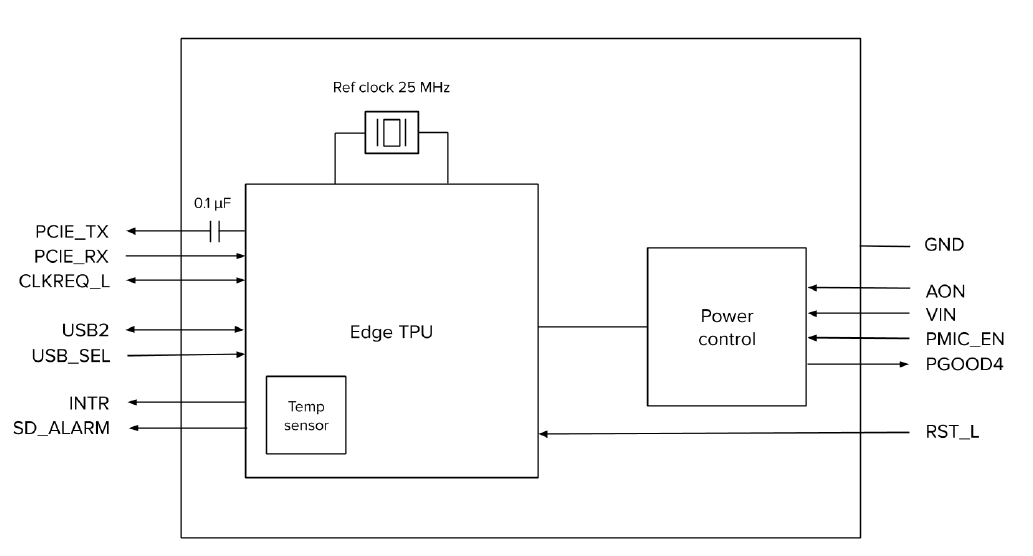 Ref clock 25 MHz
0.1 µF
PCIE_TX
PCIE_RX
CLKREQ_L
USB2
USB_SEL
INTR
SD_ALARM
Edge TPU
Temp
sensor
Power
control
GND
AON
VIN
PMIC_EN
PGOOD4
RST_L